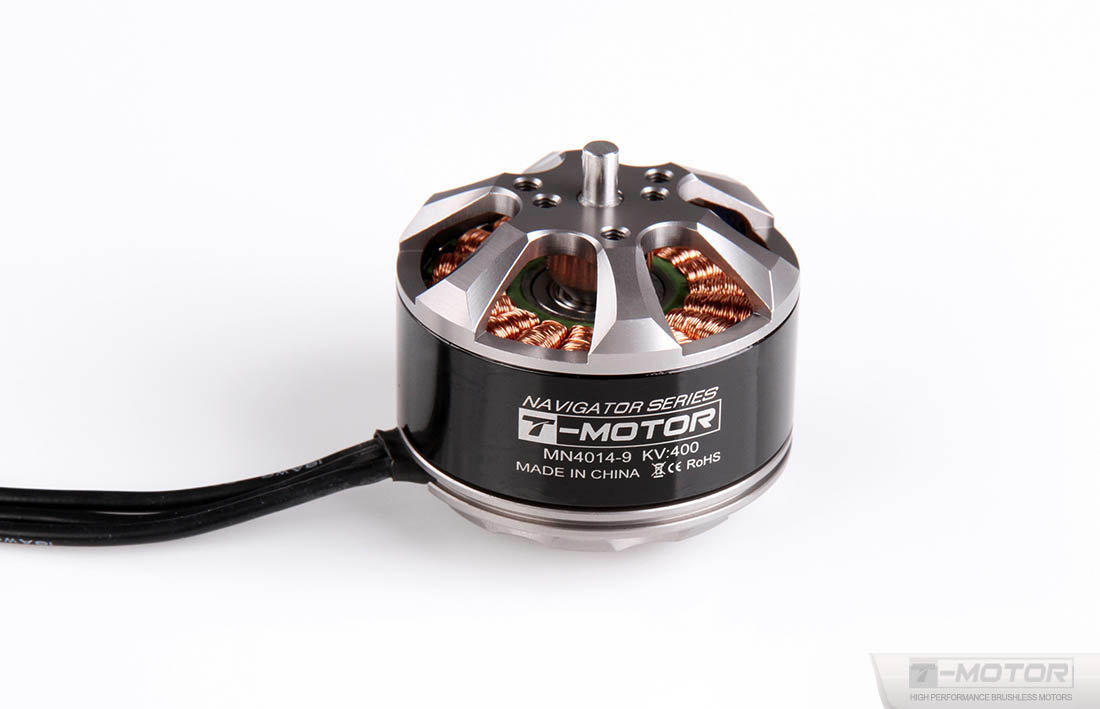 NAVIGATOR SERIES
T-MOTOR
MN4014-9 KV:400
MADE IN CHINA CE RoHS
T-MOTOR
HIGH PERFORMANCE BRUSHLESS MOTORS